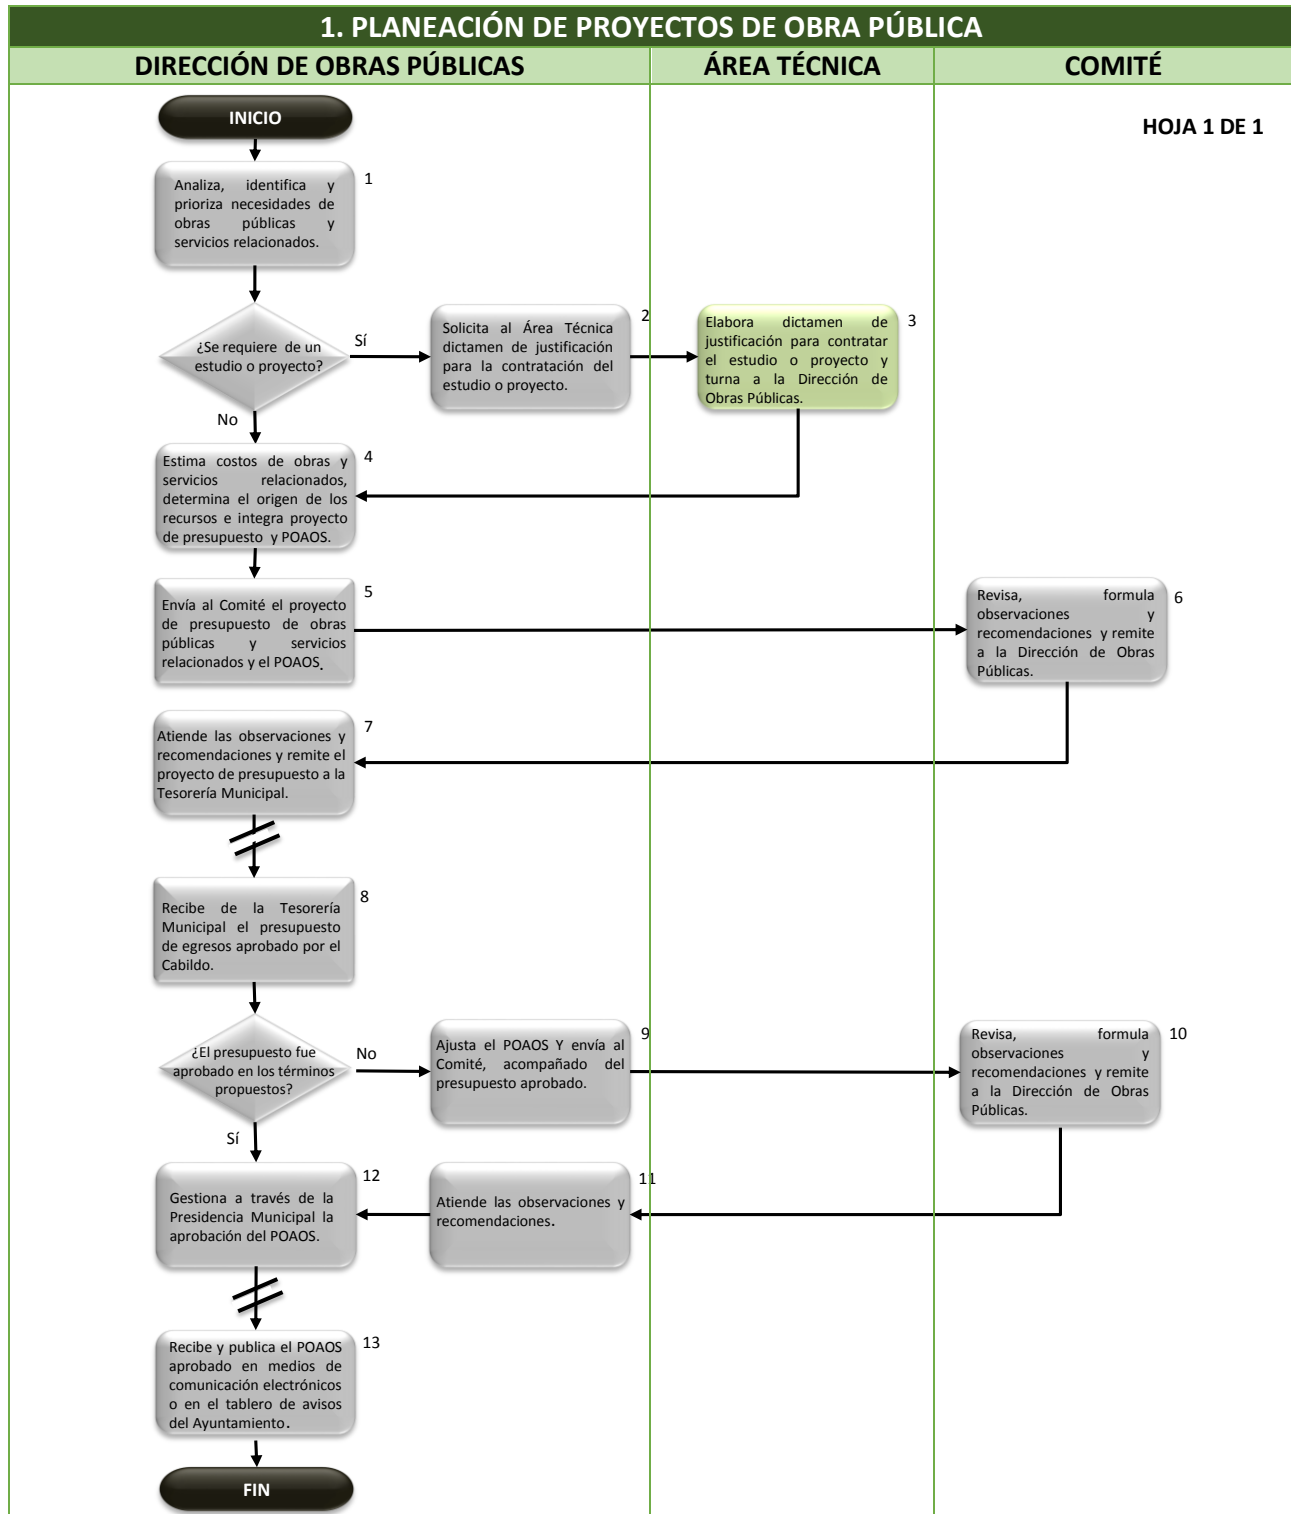 1. PLANEACIÓN DE PROYECTOS DE OBRA PÚBLICA
DIRECCIÓN DE OBRAS PÚBLICAS
ÁREA TÉCNICA
COMITÉ
HOJA 1 DE 1
INICIO
1
Analiza, identifica y
prioriza necesidades de
obras públicas y
servicios relacionados.
¿Se requiere de un
estudio o proyecto?
Sí
No
2
Solicita al Área Técnica
dictamen de justificación
para la contratación del
estudio o proyecto.
3
Elabora dictamen de
justificación para contratar
el estudio o proyecto y
turna a la Dirección de
Obras Públicas.
4
Estima costos de obras y
servicios relacionados,
determina el origen de los
recursos e integra proyecto
de presupuesto y POAOS.
5
Envía al Comité el proyecto
de presupuesto de obras
públicas y servicios
relacionados y el POAOS.
6
Revisa, formula
observaciones y
recomendaciones y remite
a la Dirección de Obras
Públicas.
7
Atiende las observaciones y
recomendaciones y remite el
proyecto de presupuesto a la
Tesorería Municipal.
8
Recibe de la Tesorería
Municipal el presupuesto
de egresos aprobado por el
Cabildo.
¿El presupuesto fue
aprobado en los términos
propuestos?
No
Sí
9
Ajusta el POAOS Y envía al
Comité, acompañado del
presupuesto aprobado.
10
Revisa, formula
observaciones y
recomendaciones y remite
a la Dirección de Obras
Públicas.
11
Atiende las observaciones y
recomendaciones.
12
Gestiona a través de la
Presidencia Municipal la
aprobación del POAOS.
13
Recibe y publica el POAOS
aprobado en medios de
comunicación electrónicos
o en el tablero de avisos
del Ayuntamiento.
FIN